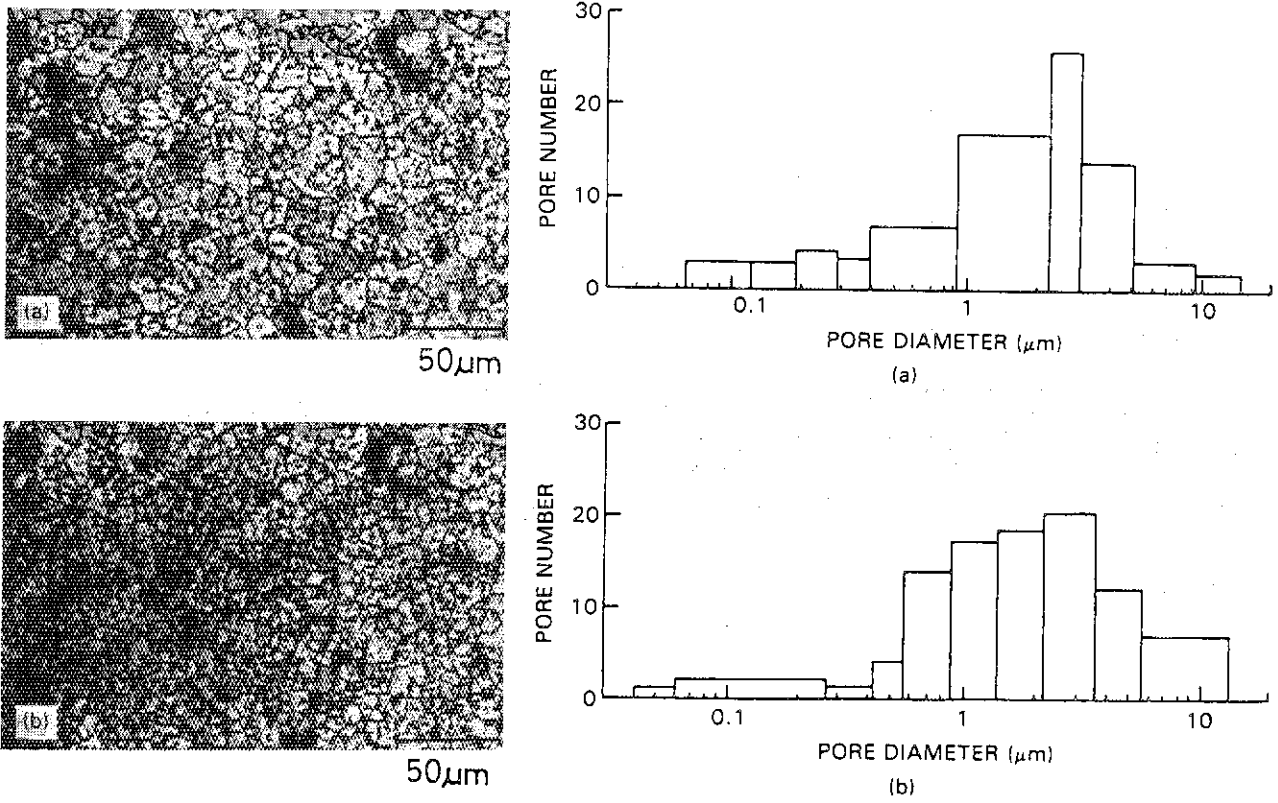 (a)
50μm
30
20
10
0
PORE NUMBER
0.1
1
10
PORE DIAMETER (μm)
(a)
(b)
50μm
30
20
10
0
PORE NUMBER
0.1
1
10
PORE DIAMETER (μm)
(b)